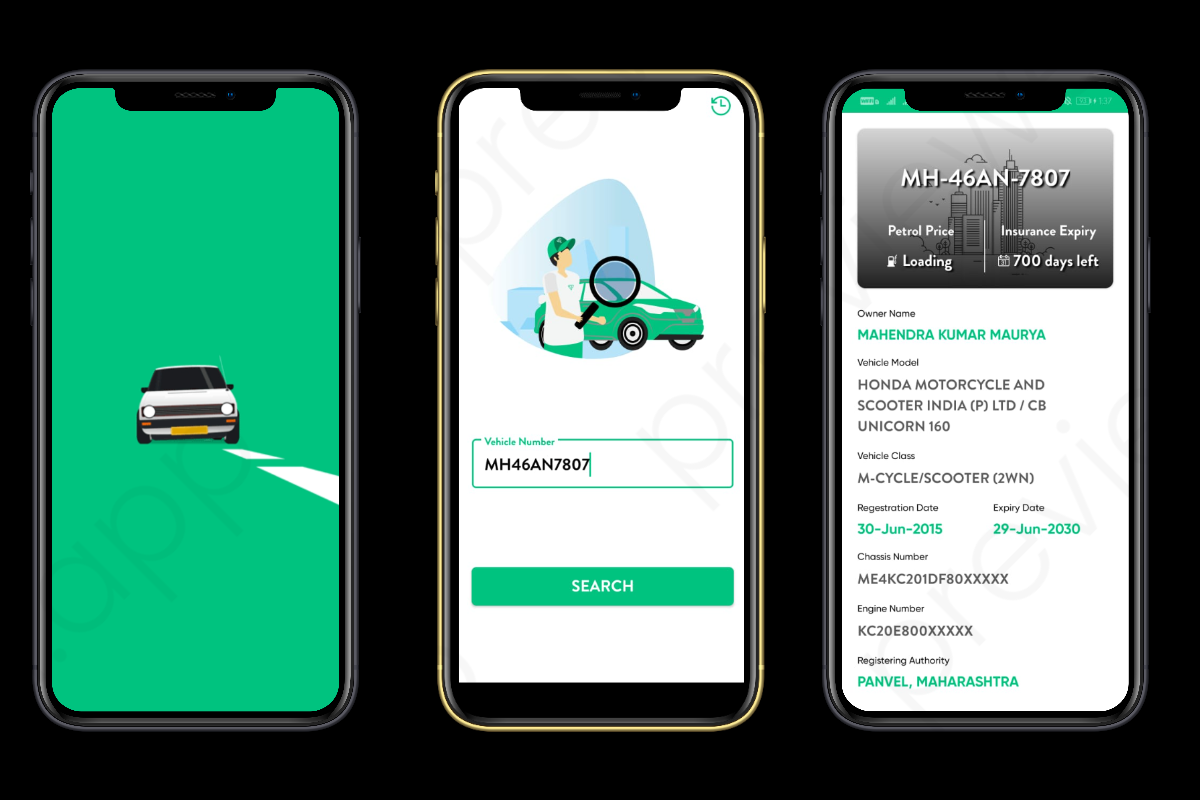 Vehicle Number
MH46AN7807
SEARCH
MH-46AN-7807
Petrol Price
Insurance Expiry
Loading
700 days left
Owner Name
MAHENDRA KUMAR MAURYA
Vehicle Model
HONDA MOTORCYCLE AND
SCOOTER INDIA (P) LTD / CB
UNICORN 160
Vehicle Class
M-CYCLE/SCOOTER (2WN)
Regestration Date
Expiry Date
30-Jun-2015
29-Jun-2030
Chassis Number
ME4KC201DF80XXXXX
Engine Number
KC20E800XXXXX
Registering Authority
PANVEL, MAHARASHTRA